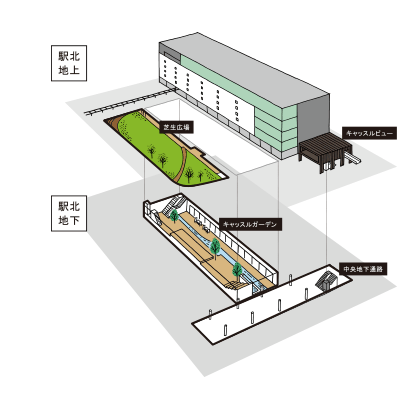 駅北
地上
芝生広場
キャッスルビュー
駅北
地下
キャッスルガーデン
中央地下通路